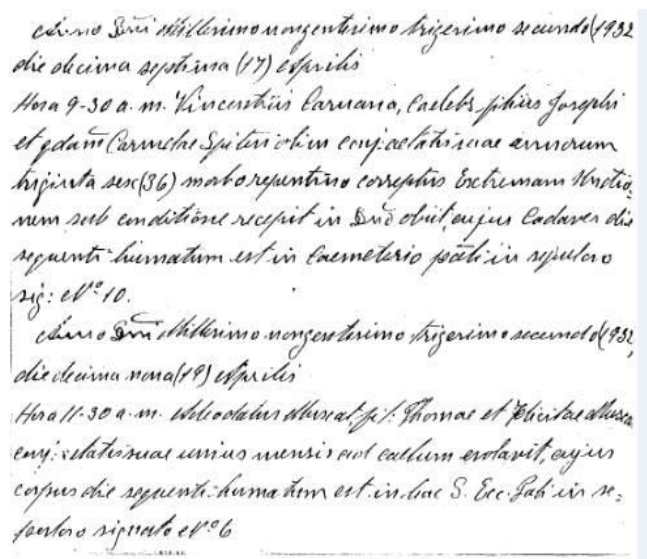 Anno Dni Millesimo nongentesimo trigesimo secundo (1932
die decima septima (17) Aprilis
Hora 9-30 a. m. Vincentius Caruana, Caelebs filius Josephi
et qdam Carmelae Spiteri olim conj. aetatis suae annorum
triginta sex (36) morbo repentino correptus Extremam Unctio=
nem sub conditione recepit in Dno obiit, cujus Cadaver die
sequenti humatum est in Caemeterio pali in sepulcro
sig: Nº 10.
Anno Dni Millesimo nongentesimo trigesimo secundo (1932,
die decima nona (19) Aprilis
Hora 11-30 a. m. Adeodatus Muscat, fil: Thomae et Felicitae Muscat
conj: aetatis suae unius mensis ad caelum evolavit, cujus
corpus die sequenti humatum est in hac S. Ecc. Pali in se=
pulcro signato Nº 6